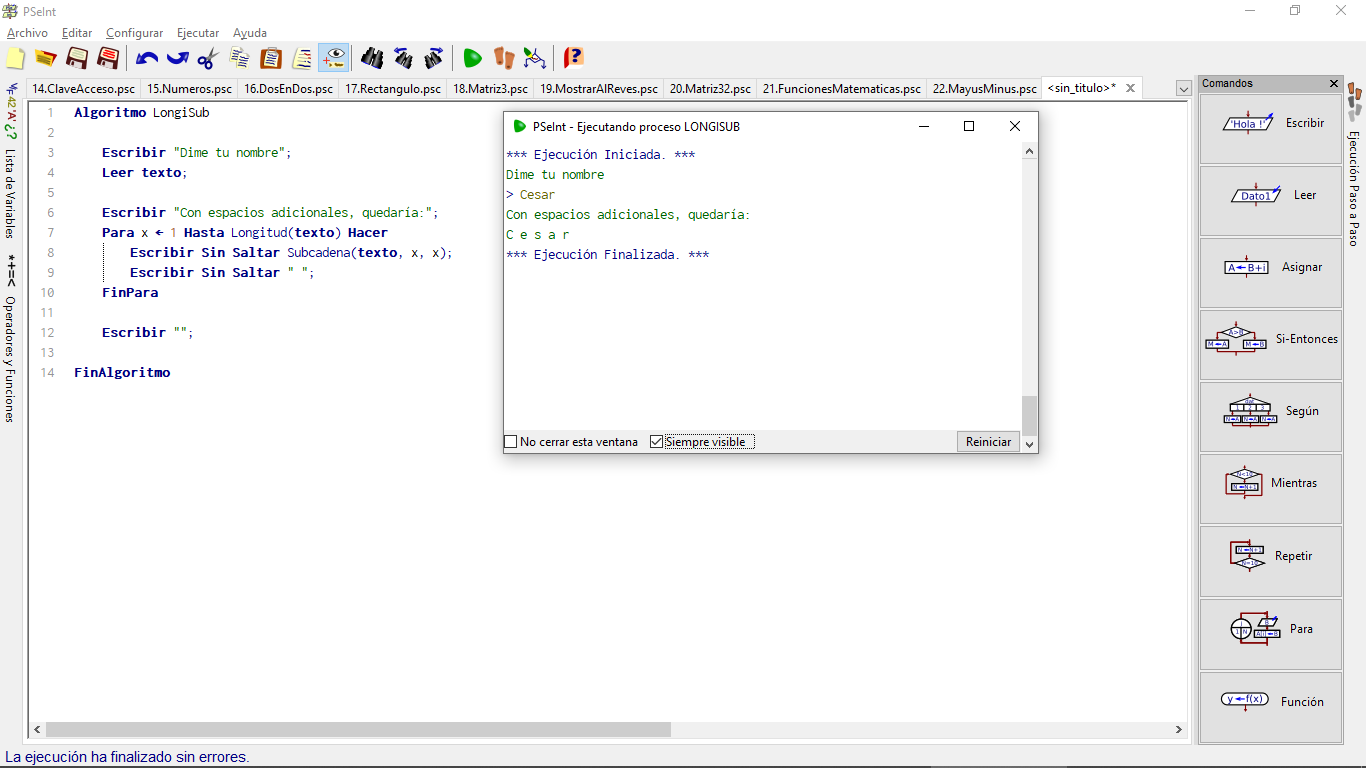 PSeInt
Archivo Editar Configurar Ejecutar Ayuda
14.ClaveAcceso.psc 15.Numeros.psc 16.DosEnDos.psc 17.Rectangulo.psc 18.Matriz3.psc 19.MostrarAlReves.psc 20.Matriz32.psc 21.FuncionesMatematicas.psc 22.MayusMinus.psc <sin_titulo>*
Lista de Variables
Operadores y Funciones
1 Algoritmo LongiSub
2
3 Escribir "Dime tu nombre";
4 Leer texto;
5
6 Escribir "Con espacios adicionales, quedaría:";
7 Para x ← 1 Hasta Longitud(texto) Hacer
8 Escribir Sin Saltar Subcadena(texto, x, x);
9 Escribir Sin Saltar " ";
10 FinPara
11
12 Escribir "";
13
14 FinAlgoritmo
PSeInt - Ejecutando proceso LONGISUB
*** Ejecución Iniciada. ***
Dime tu nombre
> Cesar
Con espacios adicionales, quedaría:
C e s a r
*** Ejecución Finalizada. ***
No cerrar esta ventana
Siempre visible
Reiniciar
Comandos
'Hola !' Escribir
Dato1 Leer
A←B+i Asignar
Si-Entonces
Según
Mientras
Repetir
Para
y←f(x) Función
Ejecución Paso a Paso
La ejecución ha finalizado sin errores.